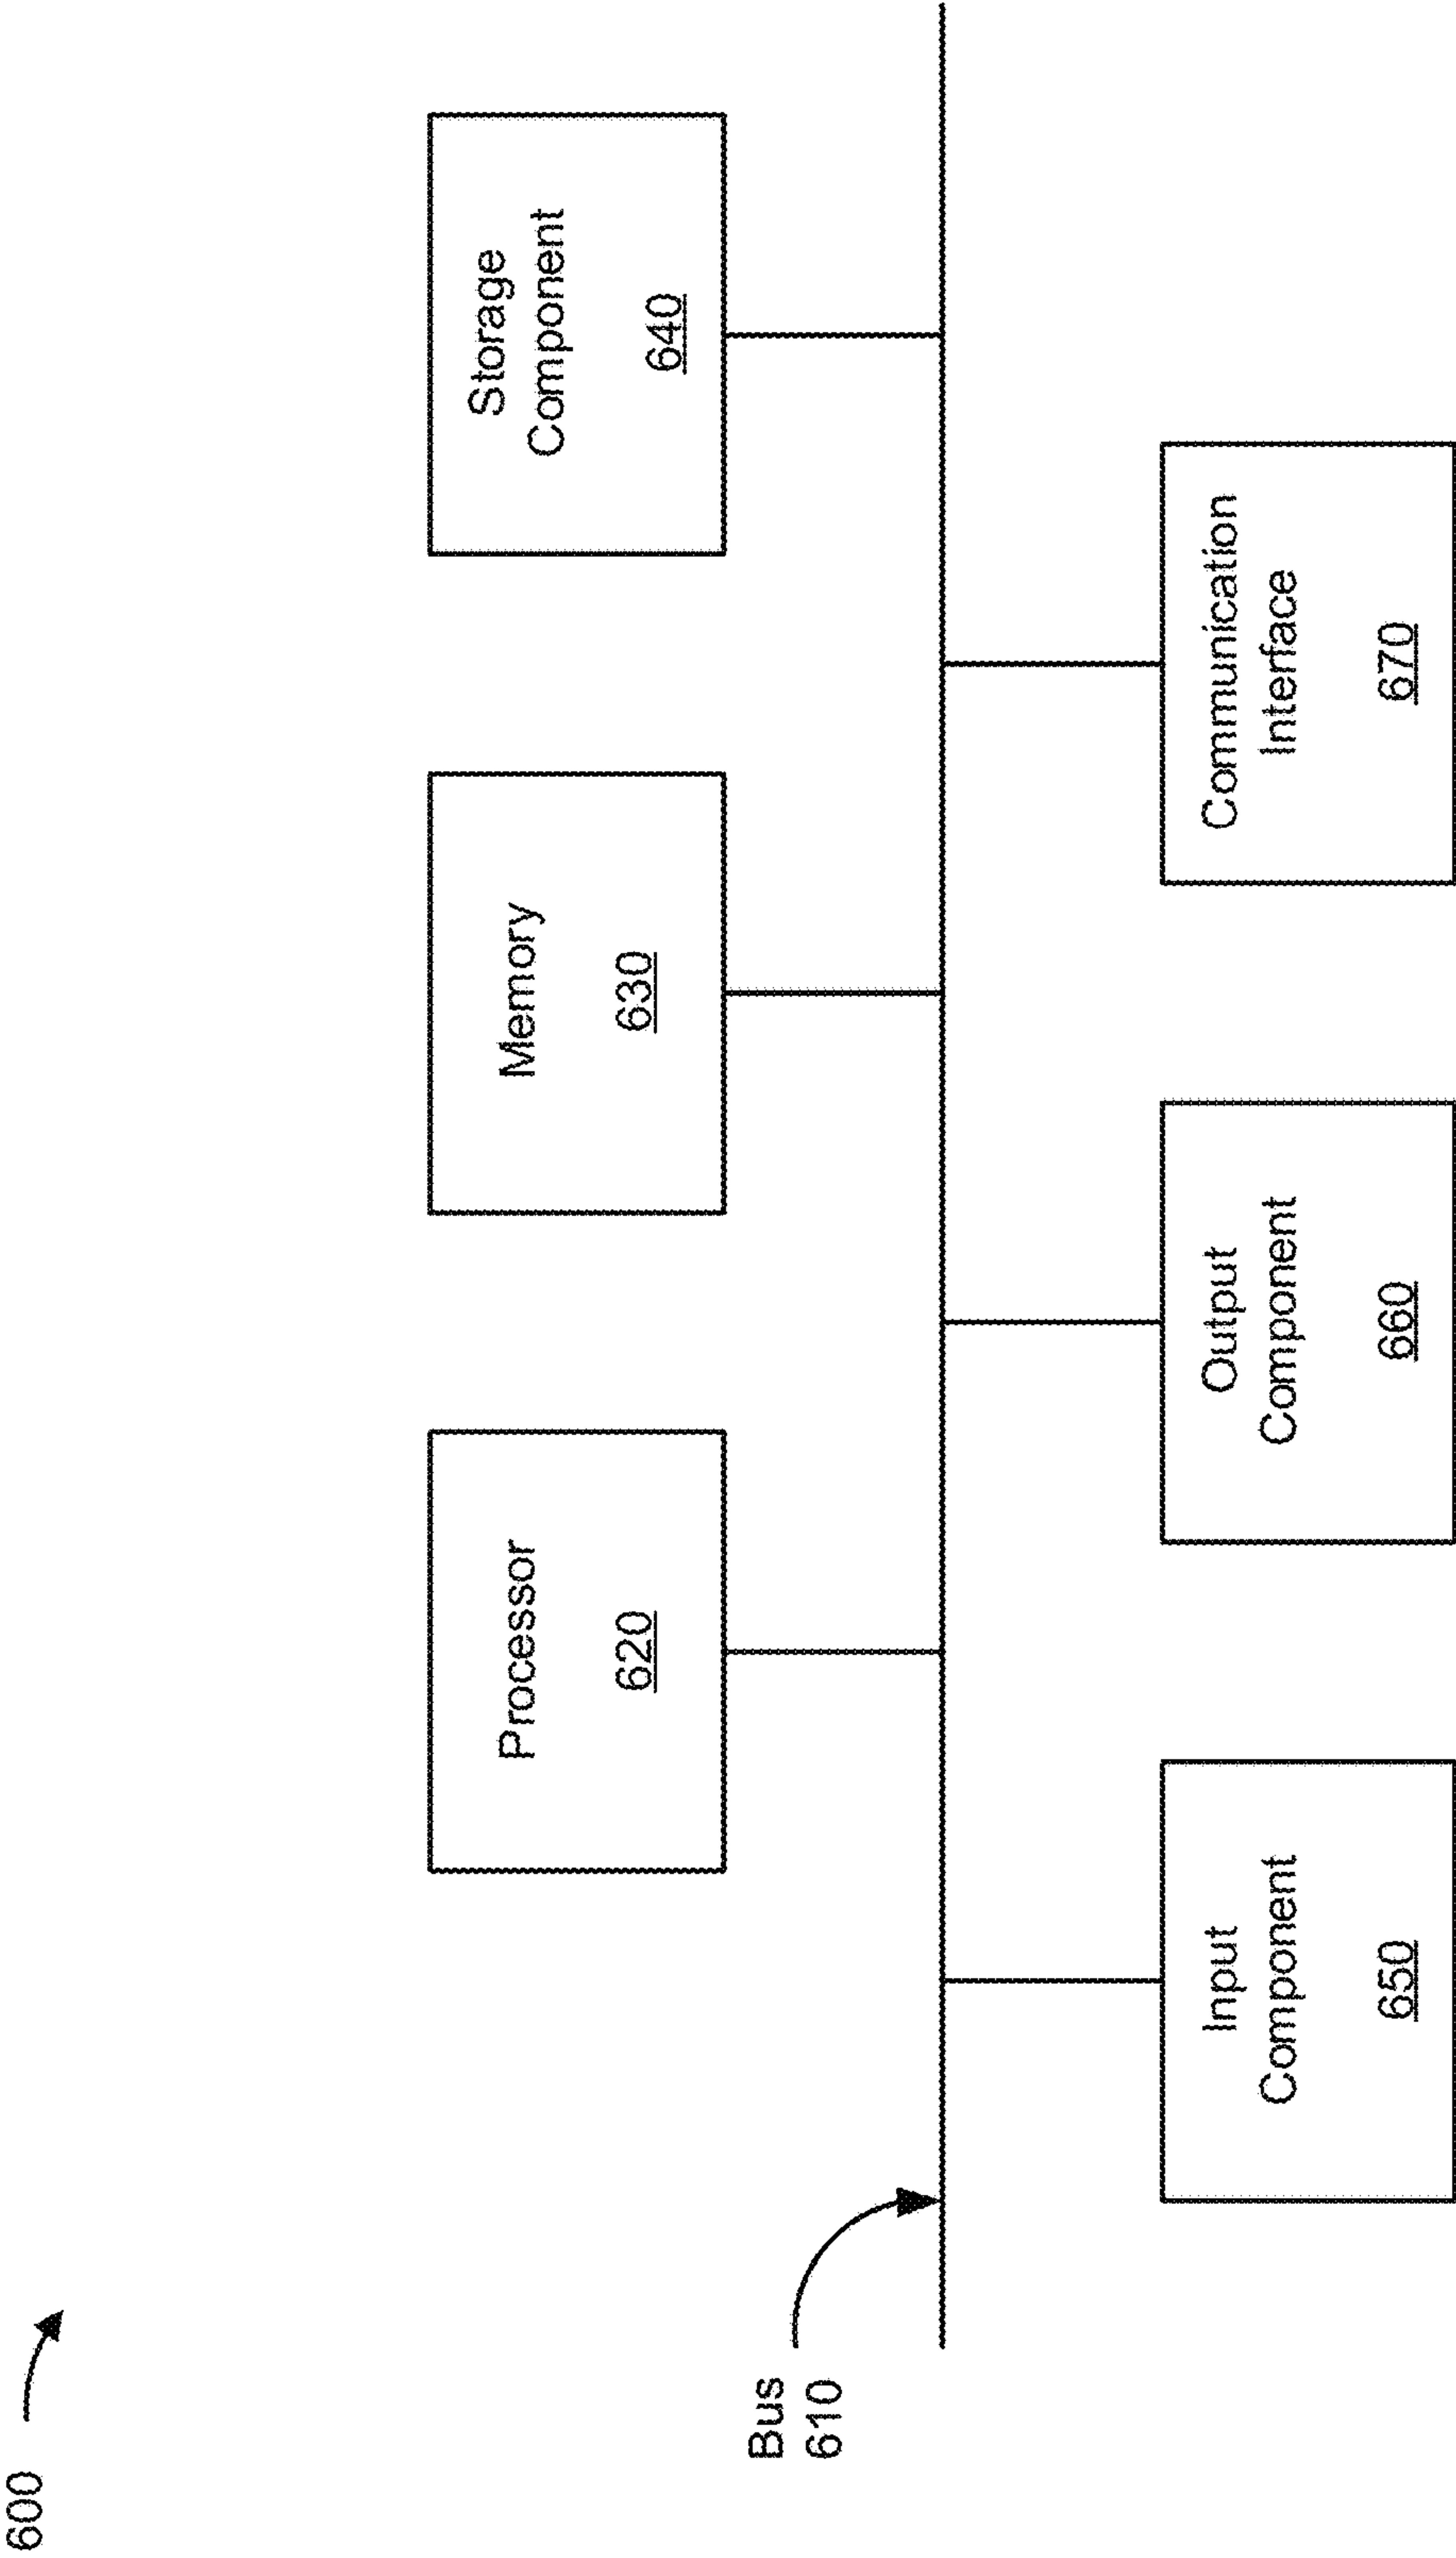 600
Processor
620
Memory
630
Storage
Component
640
Bus
610
Input
Component
650
Output
Component
660
Communication
Interface
670